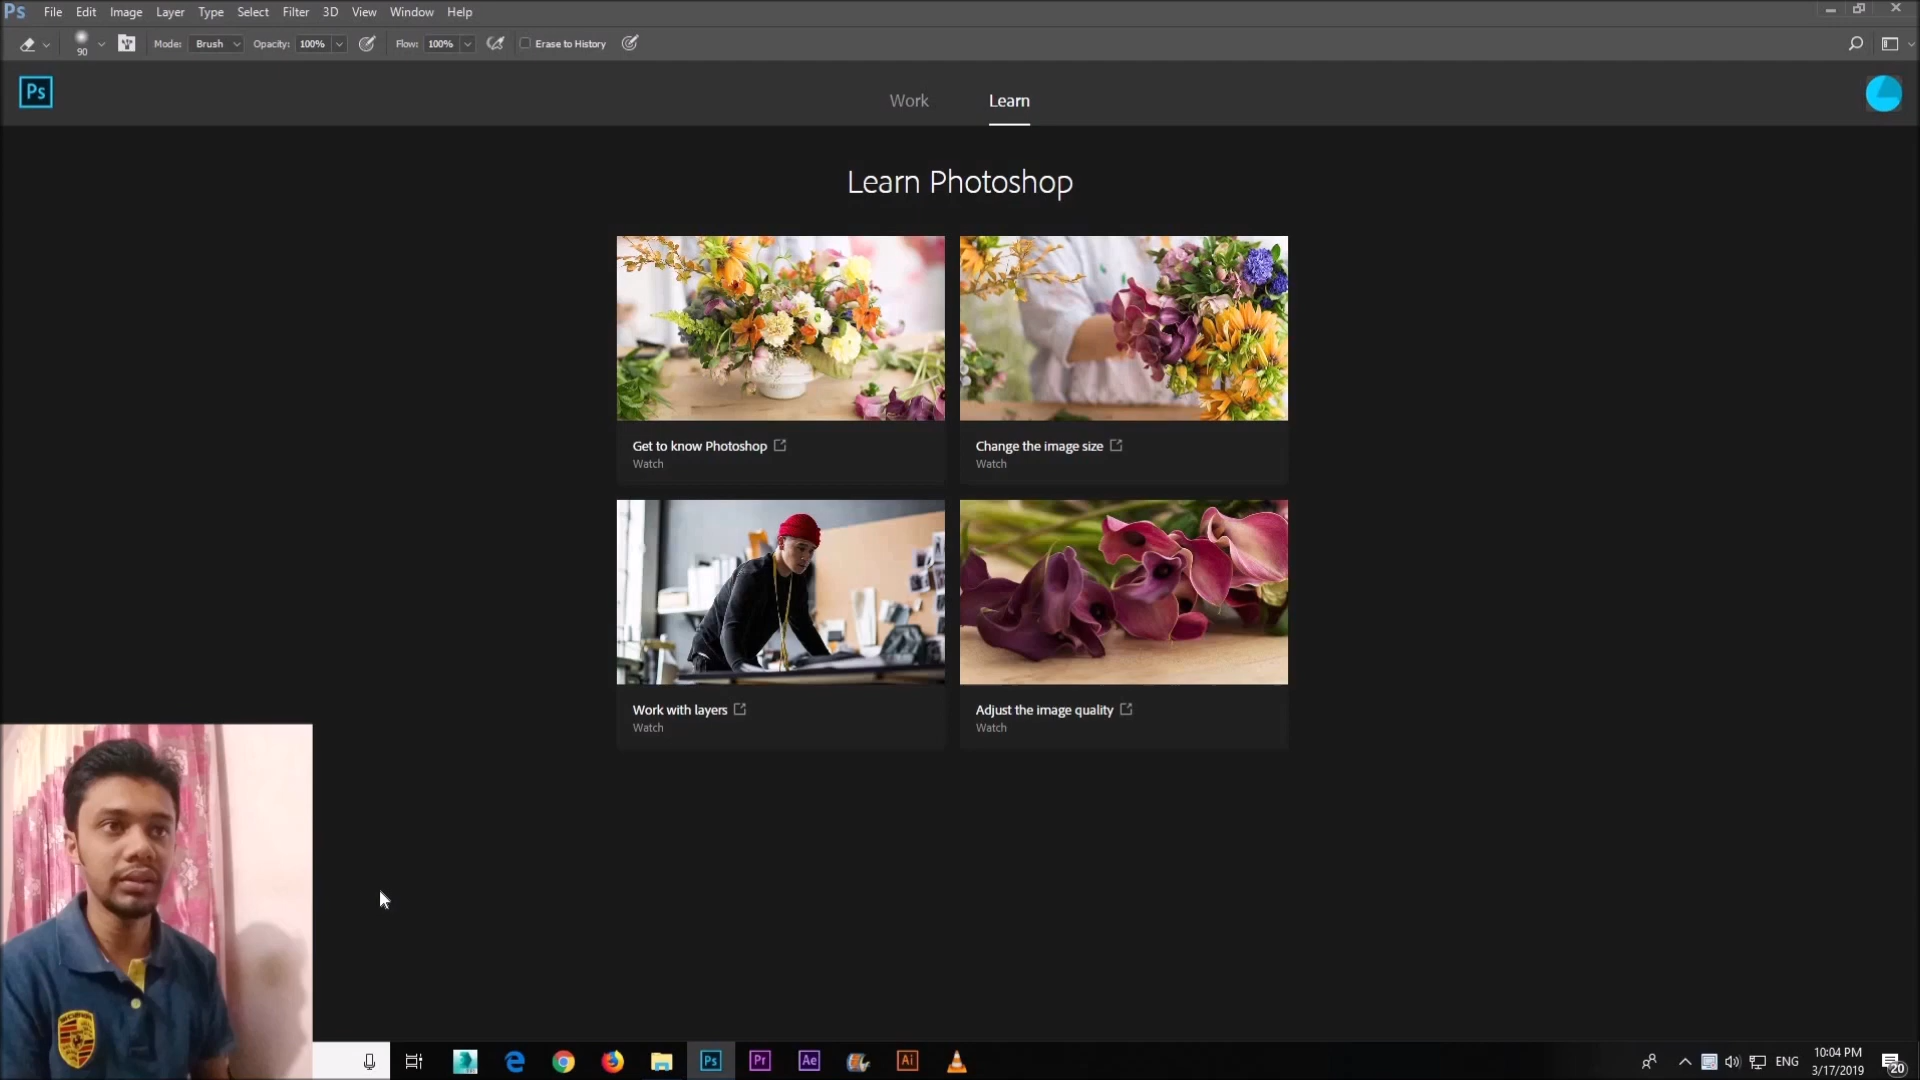 Ps File Edit Image Layer Type Select Filter 3D View Window Help
90 Mode: Brush Opacity: 100% Flow: 100% Erase to History
Ps Work Learn
Learn Photoshop
Get to know Photoshop
Watch
Change the image size
Watch
Work with layers
Watch
Adjust the image quality
Watch
Ps Pr Ae Ai ENG
10:04 PM
3/17/2019
20